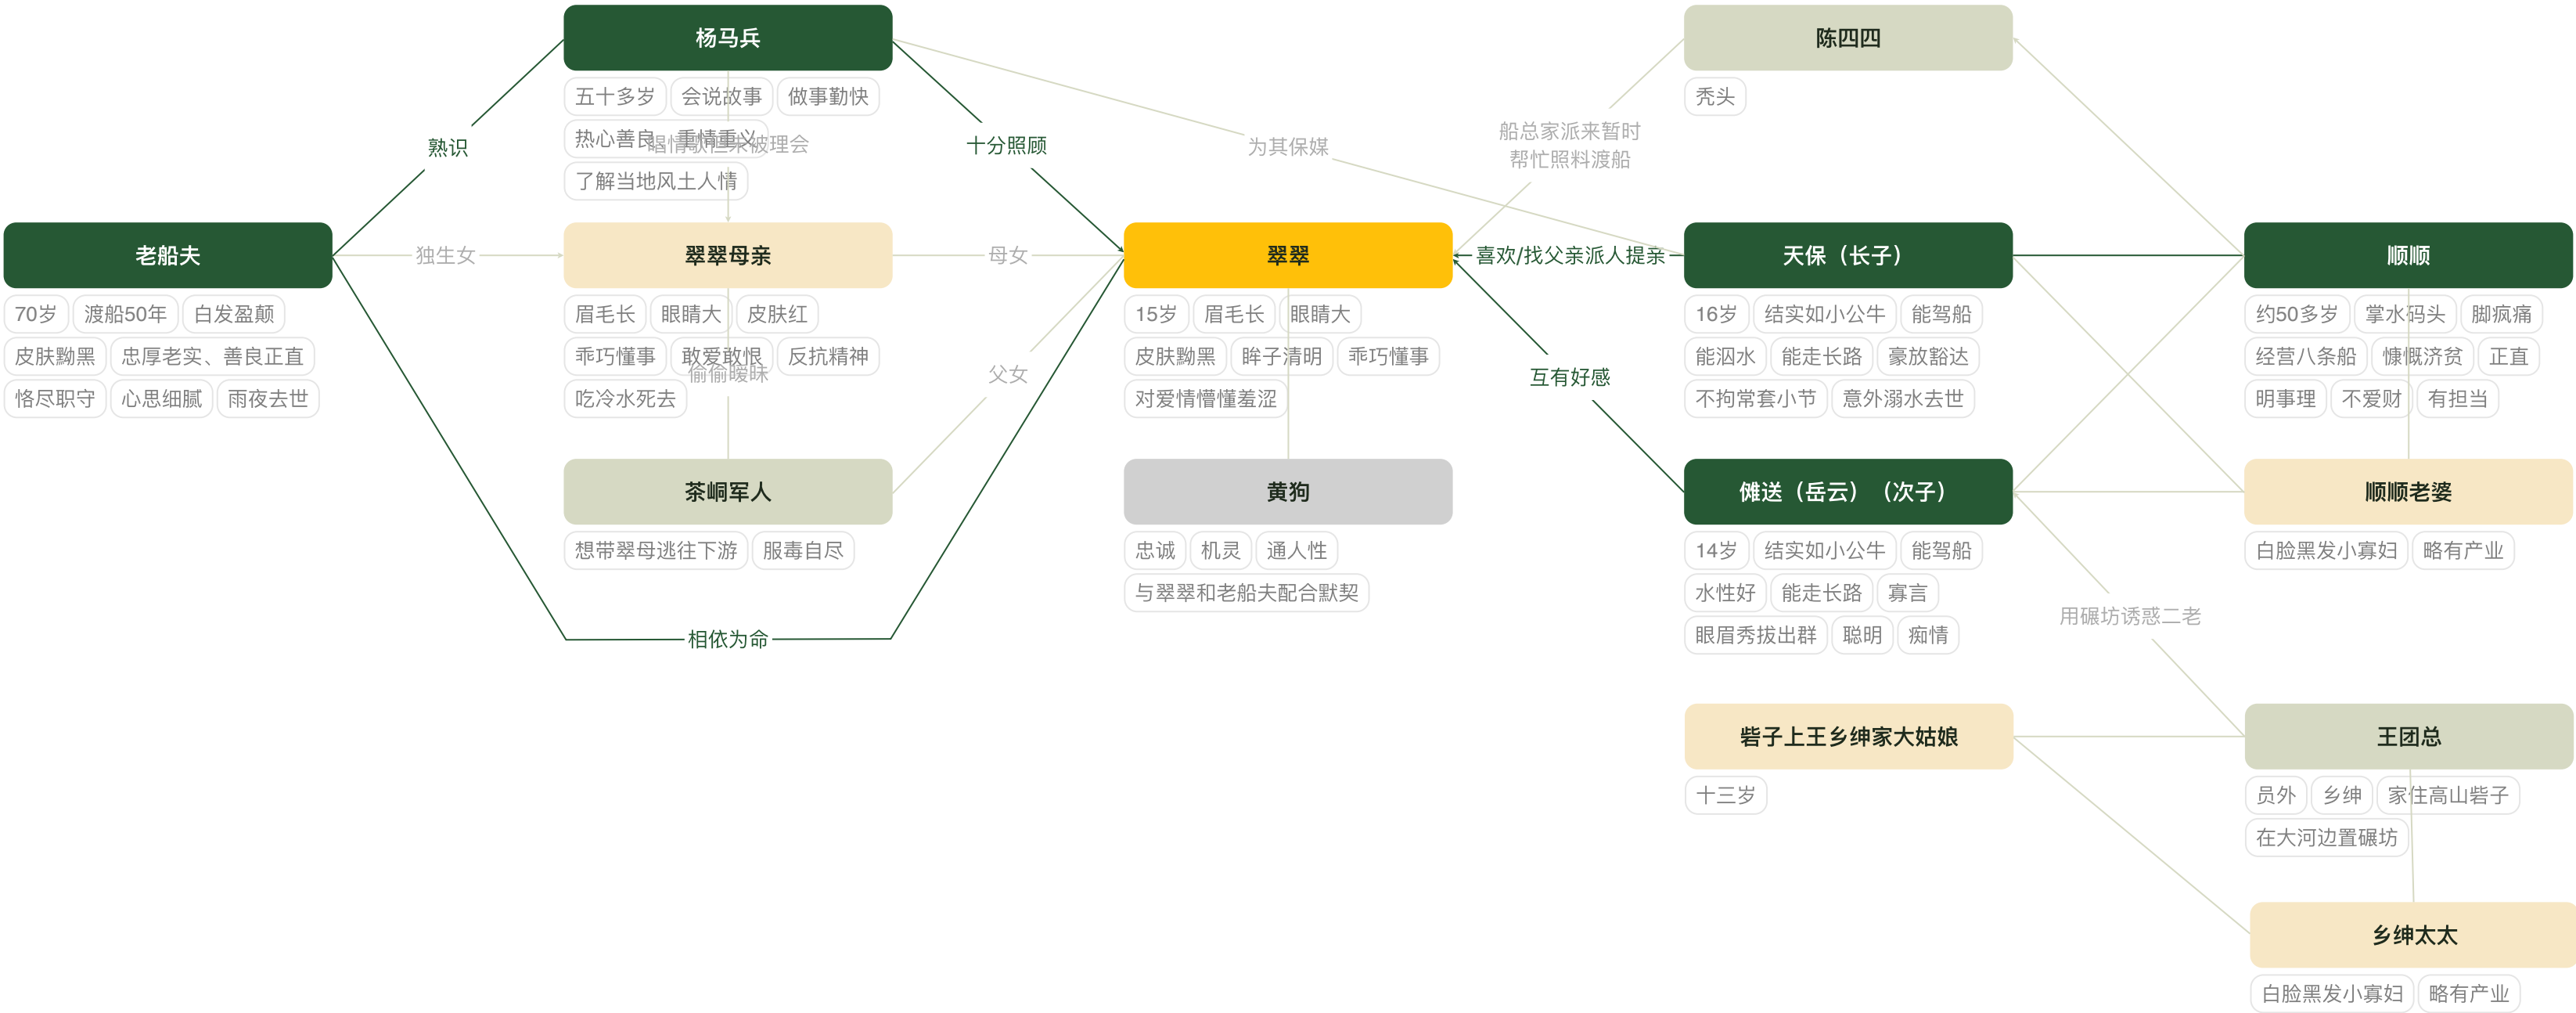 杨马兵
五十多岁 会说故事 做事勤快
热心善良、重情重义
唱情歌但未被理会
了解当地风土人情
陈四四
秃头
熟识
十分照顾
为其保媒
船总家派来暂时
帮忙照料渡船
老船夫
70岁 渡船50年 白发盈颠
皮肤黝黑 忠厚老实、善良正直
恪尽职守 心思细腻 雨夜去世
独生女
翠翠母亲
眉毛长 眼睛大 皮肤红
乖巧懂事 敢爱敢恨 反抗精神
偷偷暧昧
吃冷水死去
母女
父女
翠翠
15岁 眉毛长 眼睛大
皮肤黝黑 眸子清明 乖巧懂事
对爱情懵懂羞涩
喜欢/找父亲派人提亲
互有好感
天保（长子）
16岁 结实如小公牛 能驾船
能泅水 能走长路 豪放豁达
不拘常套小节 意外溺水去世
顺顺
约50多岁 掌水码头 脚疯痛
经营八条船 慷慨济贫 正直
明事理 不爱财 有担当
茶峒军人
想带翠母逃往下游 服毒自尽
黄狗
忠诚 机灵 通人性
与翠翠和老船夫配合默契
傩送（岳云）（次子）
14岁 结实如小公牛 能驾船
水性好 能走长路 寡言
眼眉秀拔出群 聪明 痴情
顺顺老婆
白脸黑发小寡妇 略有产业
相依为命
用碾坊诱惑二老
砦子上王乡绅家大姑娘
十三岁
王团总
员外 乡绅 家住高山砦子
在大河边置碾坊
乡绅太太
白脸黑发小寡妇 略有产业